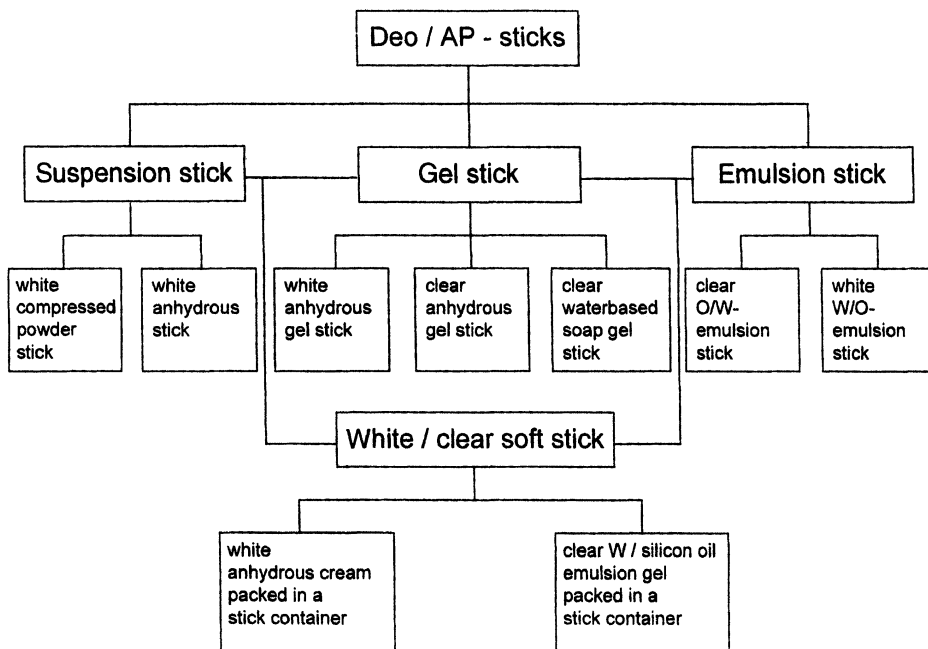 Deo / AP - sticks
Suspension stick
Gel stick
Emulsion stick
white
compressed
powder
stick
white
anhydrous
stick
white
anhydrous
gel stick
clear
anhydrous
gel stick
clear
waterbased
soap gel
stick
clear
O/W-
emulsion
stick
white
W/O-
emulsion
stick
White / clear soft stick
white
anhydrous cream
packed in a
stick container
clear W / silicon oil
emulsion gel
packed in a
stick container